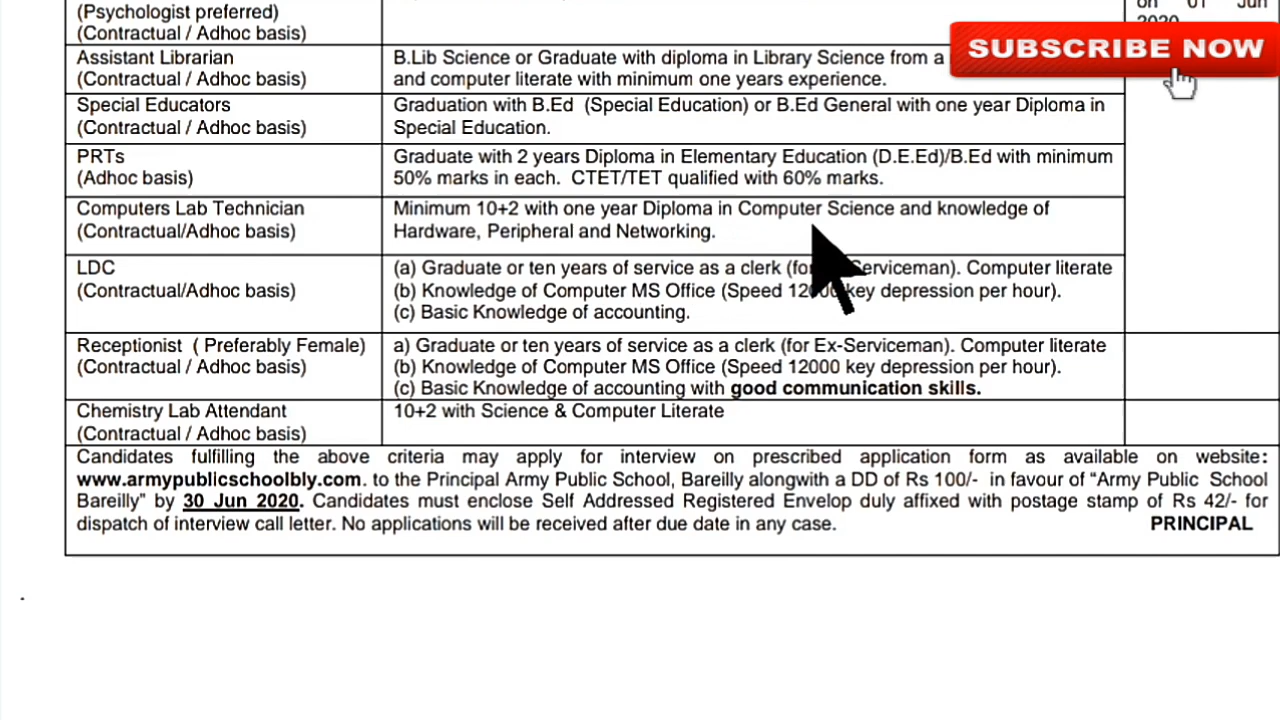 (Psychologist preferred)
(Contractual / Adhoc basis)
on 01 Jun
2020
SUBSCRIBE NOW
Assistant Librarian
(Contractual / Adhoc basis)
B.Lib Science or Graduate with diploma in Library Science from a
and computer literate with minimum one years experience.
Special Educators
(Contractual / Adhoc basis)
Graduation with B.Ed (Special Education) or B.Ed General with one year Diploma in
Special Education.
PRTs
(Adhoc basis)
Graduate with 2 years Diploma in Elementary Education (D.E.Ed)/B.Ed with minimum
50% marks in each. CTET/TET qualified with 60% marks.
Computers Lab Technician
(Contractual/Adhoc basis)
Minimum 10+2 with one year Diploma in Computer Science and knowledge of
Hardware, Peripheral and Networking.
LDC
(Contractual/Adhoc basis)
(a) Graduate or ten years of service as a clerk (for Serviceman). Computer literate
(b) Knowledge of Computer MS Office (Speed 12000 key depression per hour).
(c) Basic Knowledge of accounting.
Receptionist ( Preferably Female)
(Contractual / Adhoc basis)
a) Graduate or ten years of service as a clerk (for Ex-Serviceman). Computer literate
(b) Knowledge of Computer MS Office (Speed 12000 key depression per hour).
(c) Basic Knowledge of accounting with good communication skills.
Chemistry Lab Attendant
(Contractual / Adhoc basis)
10+2 with Science & Computer Literate
Candidates fulfilling the above criteria may apply for interview on prescribed application form as available on website:
www.armypublicschoolbly.com. to the Principal Army Public School, Bareilly alongwith a DD of Rs 100/- in favour of “Army Public School
Bareilly” by 30 Jun 2020. Candidates must enclose Self Addressed Registered Envelop duly affixed with postage stamp of Rs 42/- for
dispatch of interview call letter. No applications will be received after due date in any case.
PRINCIPAL